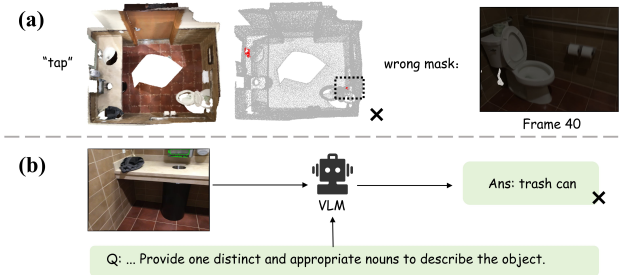 (a)
"tap"
wrong mask:
Frame 40
(b)
VLM
Ans: trash can
Q: ... Provide one distinct and appropriate nouns to describe the object.